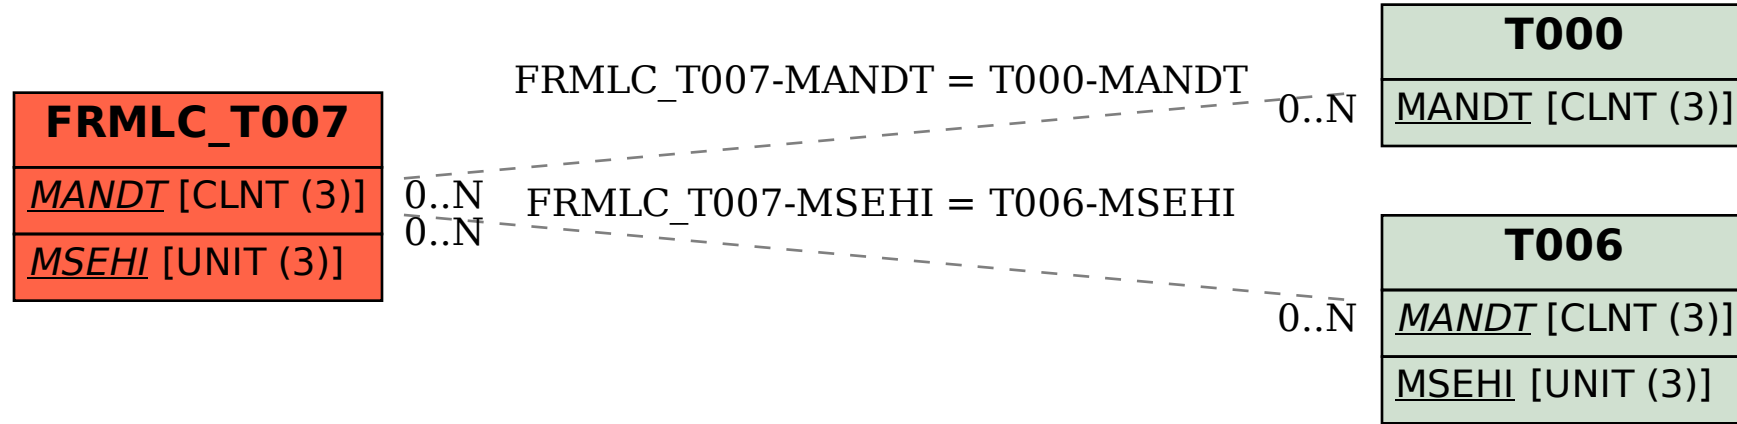 FRMLC_T007
MANDT [CLNT (3)]
MSEHI [UNIT (3)]
FRMLC_T007-MANDT = T000-MANDT
0..N
0..N
FRMLC_T007-MSEHI = T006-MSEHI
0..N
0..N
T000
MANDT [CLNT (3)]
T006
MANDT [CLNT (3)]
MSEHI [UNIT (3)]